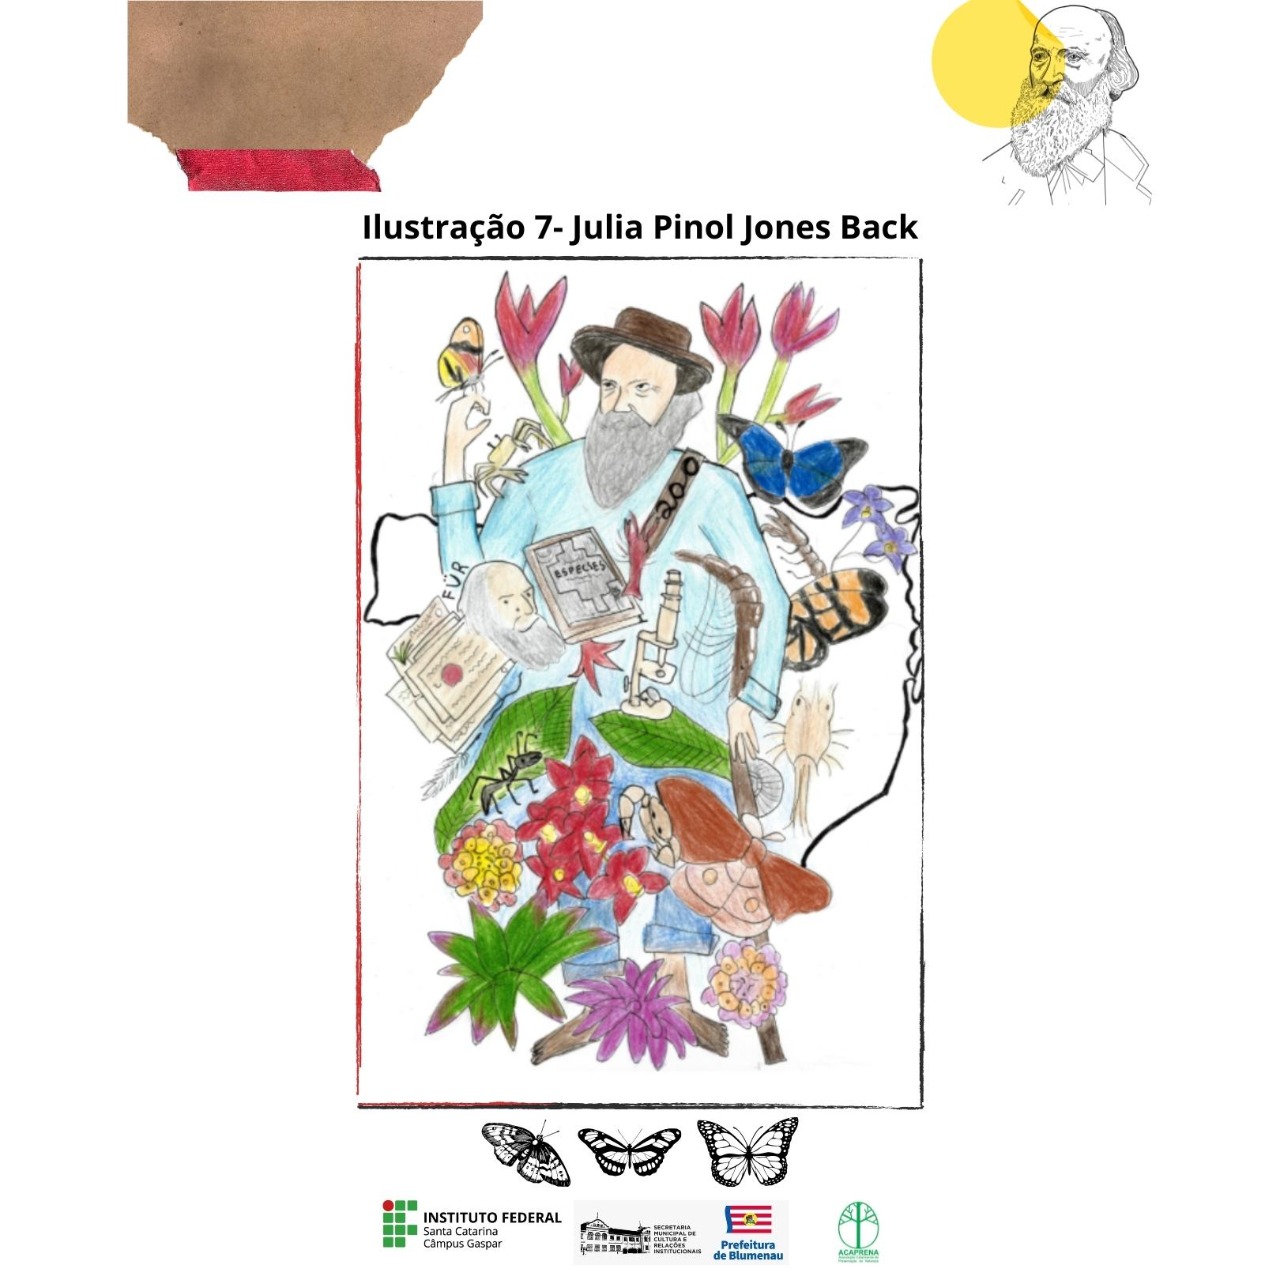 Ilustração 7- Julia Pinol Jones Back
200
ESPECIES
FÜR
INSTITUTO FEDERAL
Santa Catarina
Câmpus Gaspar
SECRETARIA
MUNICIPAL DE
CULTURA E
RELAÇÕES
INSTITUCIONAIS
Prefeitura
de Blumenau
ACAPRENA